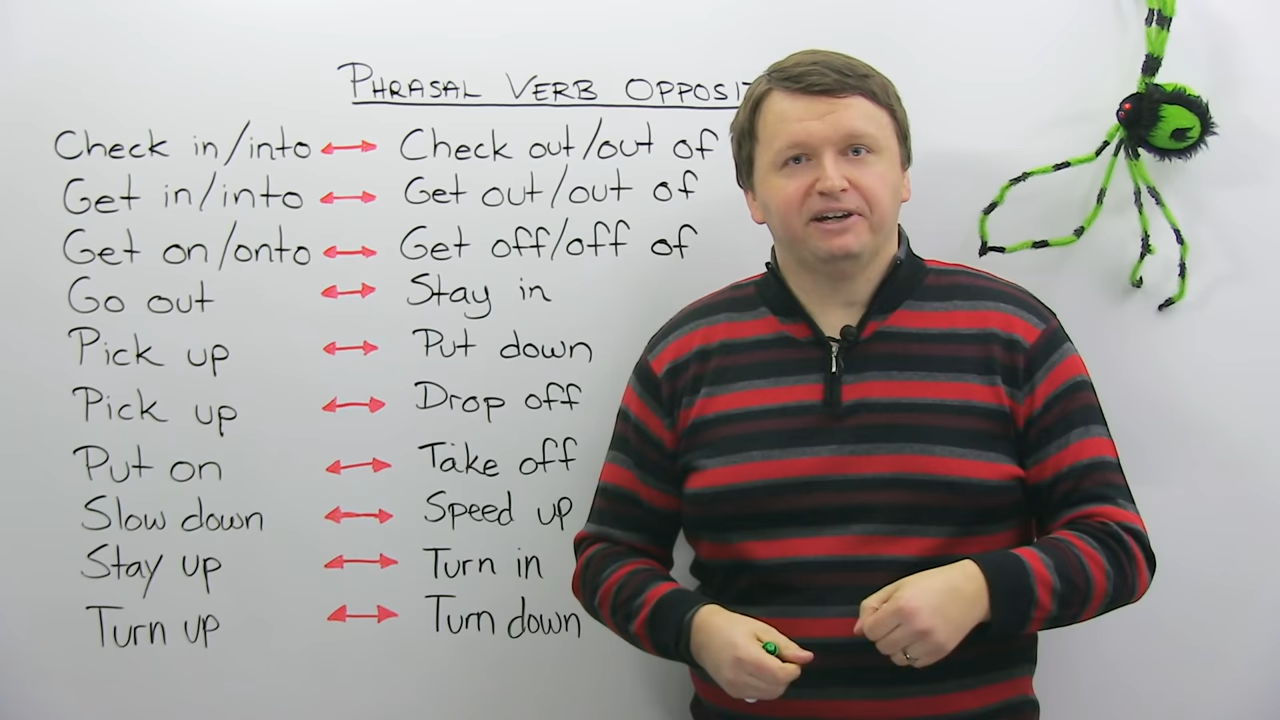 PHRASAL VERB OPPOSIT
Check in/into ↔ Check out/out of
Get in/into ↔ Get out/out of
Get on/onto ↔ Get off/off of
Go out ↔ Stay in
Pick up ↔ Put down
Pick up ↔ Drop off
Put on ↔ Take off
Slow down ↔ Speed up
Stay up ↔ Turn in
Turn up ↔ Turn down